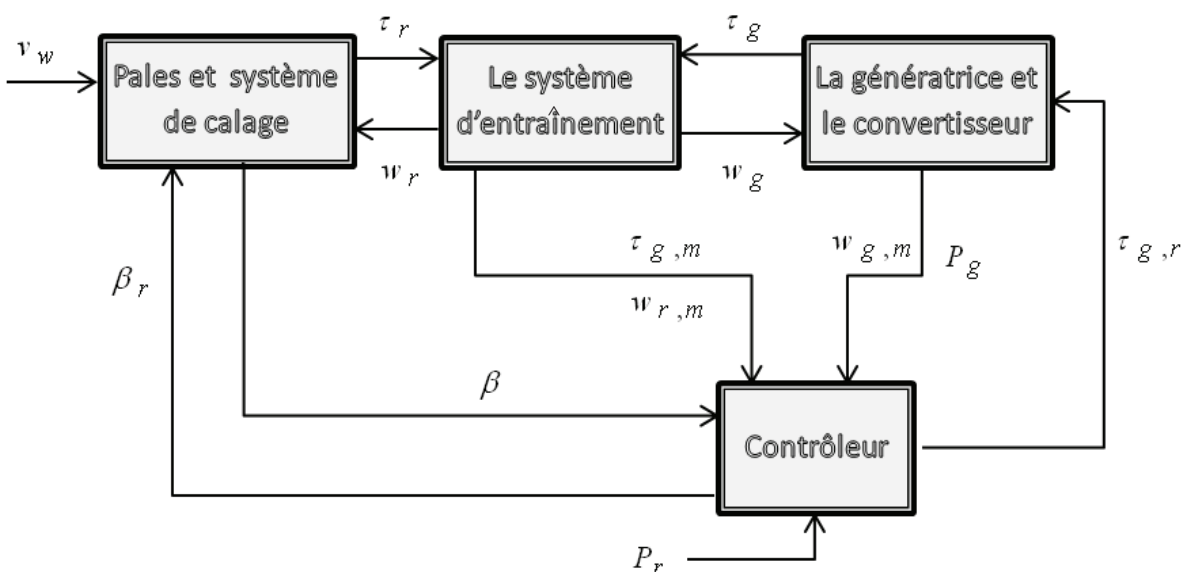 v w
Pales et système
de calage
τ r
w r
Le système
d'entraînement
τ g
w g
La génératrice et
le convertisseur
β r
β
τ g ,m
w r ,m
w g ,m
P g
τ g ,r
Contrôleur
P r